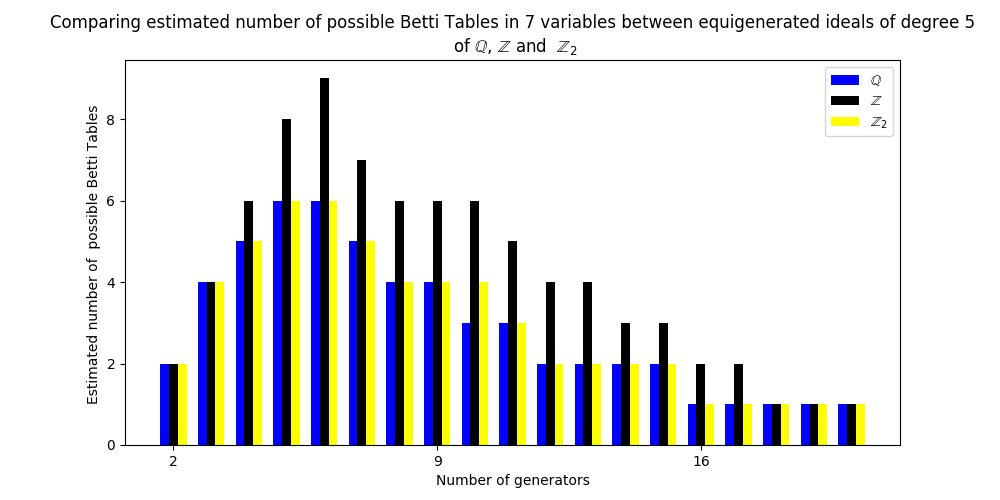 Comparing estimated number of possible Betti Tables in 7 variables between equigenerated ideals of degree 5
of ℚ, ℤ and ℤ₂
ℚ
ℤ
ℤ₂
Estimated number of possible Betti Tables
8
6
4
2
0
2 9 16
Number of generators